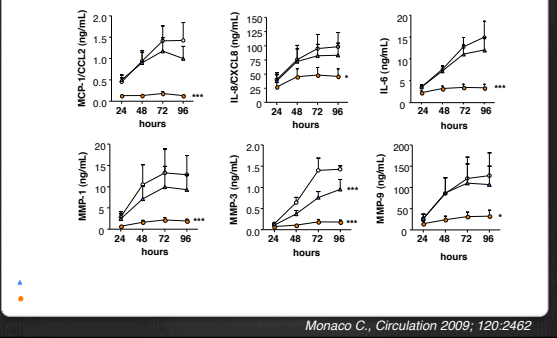 MCP-1/CCL2 (ng/mL)
2.0
1.5
1.0
0.5
0.0
***
24 48 72 96
hours
IL-8/CXCL8 (ng/mL)
150
125
100
75
50
25
0
*
24 48 72 96
hours
IL-6 (ng/mL)
20
15
10
5
0
***
24 48 72 96
hours
MMP-1 (ng/mL)
20
15
10
5
0
***
24 48 72 96
hours
MMP-3 (ng/mL)
2.0
1.5
1.0
0.5
0.0
***
***
24 48 72 96
hours
MMP-9 (ng/mL)
200
150
100
50
0
*
24 48 72 96
hours
Monaco C., Circulation 2009; 120:2462